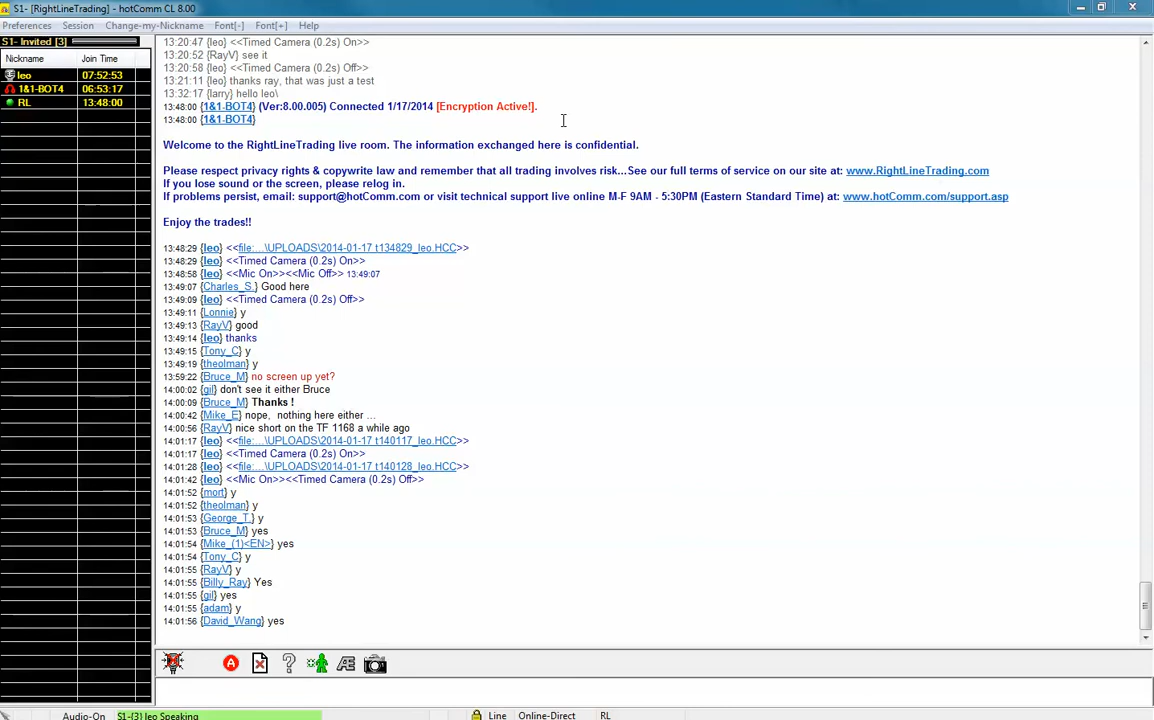 S1- [RightLineTrading] - hotComm CL 8.00
Preferences Session Change-my-Nickname Font[-] Font[+] Help
S1- Invited [3]
Nickname Join Time
leo 07:52:53
1&1-BOT4 06:53:17
RL 13:48:00
13:20:47 {leo} <<Timed Camera (0.2s) On>>
13:20:52 {RayV} see it
13:20:58 {leo} <<Timed Camera (0.2s) Off>>
13:21:11 {leo} thanks ray, that was just a test
13:32:17 {larry} hello leo\
13:48:00 {1&1-BOT4} (Ver:8.00.005) Connected 1/17/2014 [Encryption Active!].
13:48:00 {1&1-BOT4}
Welcome to the RightLineTrading live room. The information exchanged here is confidential.
Please respect privacy rights & copywrite law and remember that all trading involves risk...See our full terms of service on our site at: www.RightLineTrading.com
If you lose sound or the screen, please relog in.
If problems persist, email: support@hotComm.com or visit technical support live online M-F 9AM - 5:30PM (Eastern Standard Time) at: www.hotComm.com/support.asp
Enjoy the trades!!
13:48:29 {leo} <<file:...\UPLOADS\2014-01-17 t134829_leo.HCC>>
13:48:29 {leo} <<Timed Camera (0.2s) On>>
13:48:58 {leo} <<Mic On>><<Mic Off>> 13:49:07
13:49:07 {Charles_S.} Good here
13:49:09 {leo} <<Timed Camera (0.2s) Off>>
13:49:11 {Lonnie} y
13:49:13 {RayV} good
13:49:14 {leo} thanks
13:49:15 {Tony_C} y
13:49:19 {theolman} y
13:59:22 {Bruce_M} no screen up yet?
14:00:02 {gil} don't see it either Bruce
14:00:09 {Bruce_M} Thanks !
14:00:42 {Mike_E} nope, nothing here either ...
14:00:56 {RayV} nice short on the TF 1168 a while ago
14:01:17 {leo} <<file:...\UPLOADS\2014-01-17 t140117_leo.HCC>>
14:01:17 {leo} <<Timed Camera (0.2s) On>>
14:01:28 {leo} <<file:...\UPLOADS\2014-01-17 t140128_leo.HCC>>
14:01:42 {leo} <<Mic On>><<Timed Camera (0.2s) Off>>
14:01:52 {mort} y
14:01:52 {theolman} y
14:01:53 {George_T.} y
14:01:53 {Bruce_M} yes
14:01:54 {Mike_(1)<EN>} yes
14:01:54 {Tony_C} y
14:01:55 {RayV} y
14:01:55 {Billy_Ray} Yes
14:01:55 {gil} yes
14:01:55 {adam} y
14:01:56 {David_Wang} yes
A ? Æ
Audio-On S1-(3) leo Speaking Line Online-Direct RL